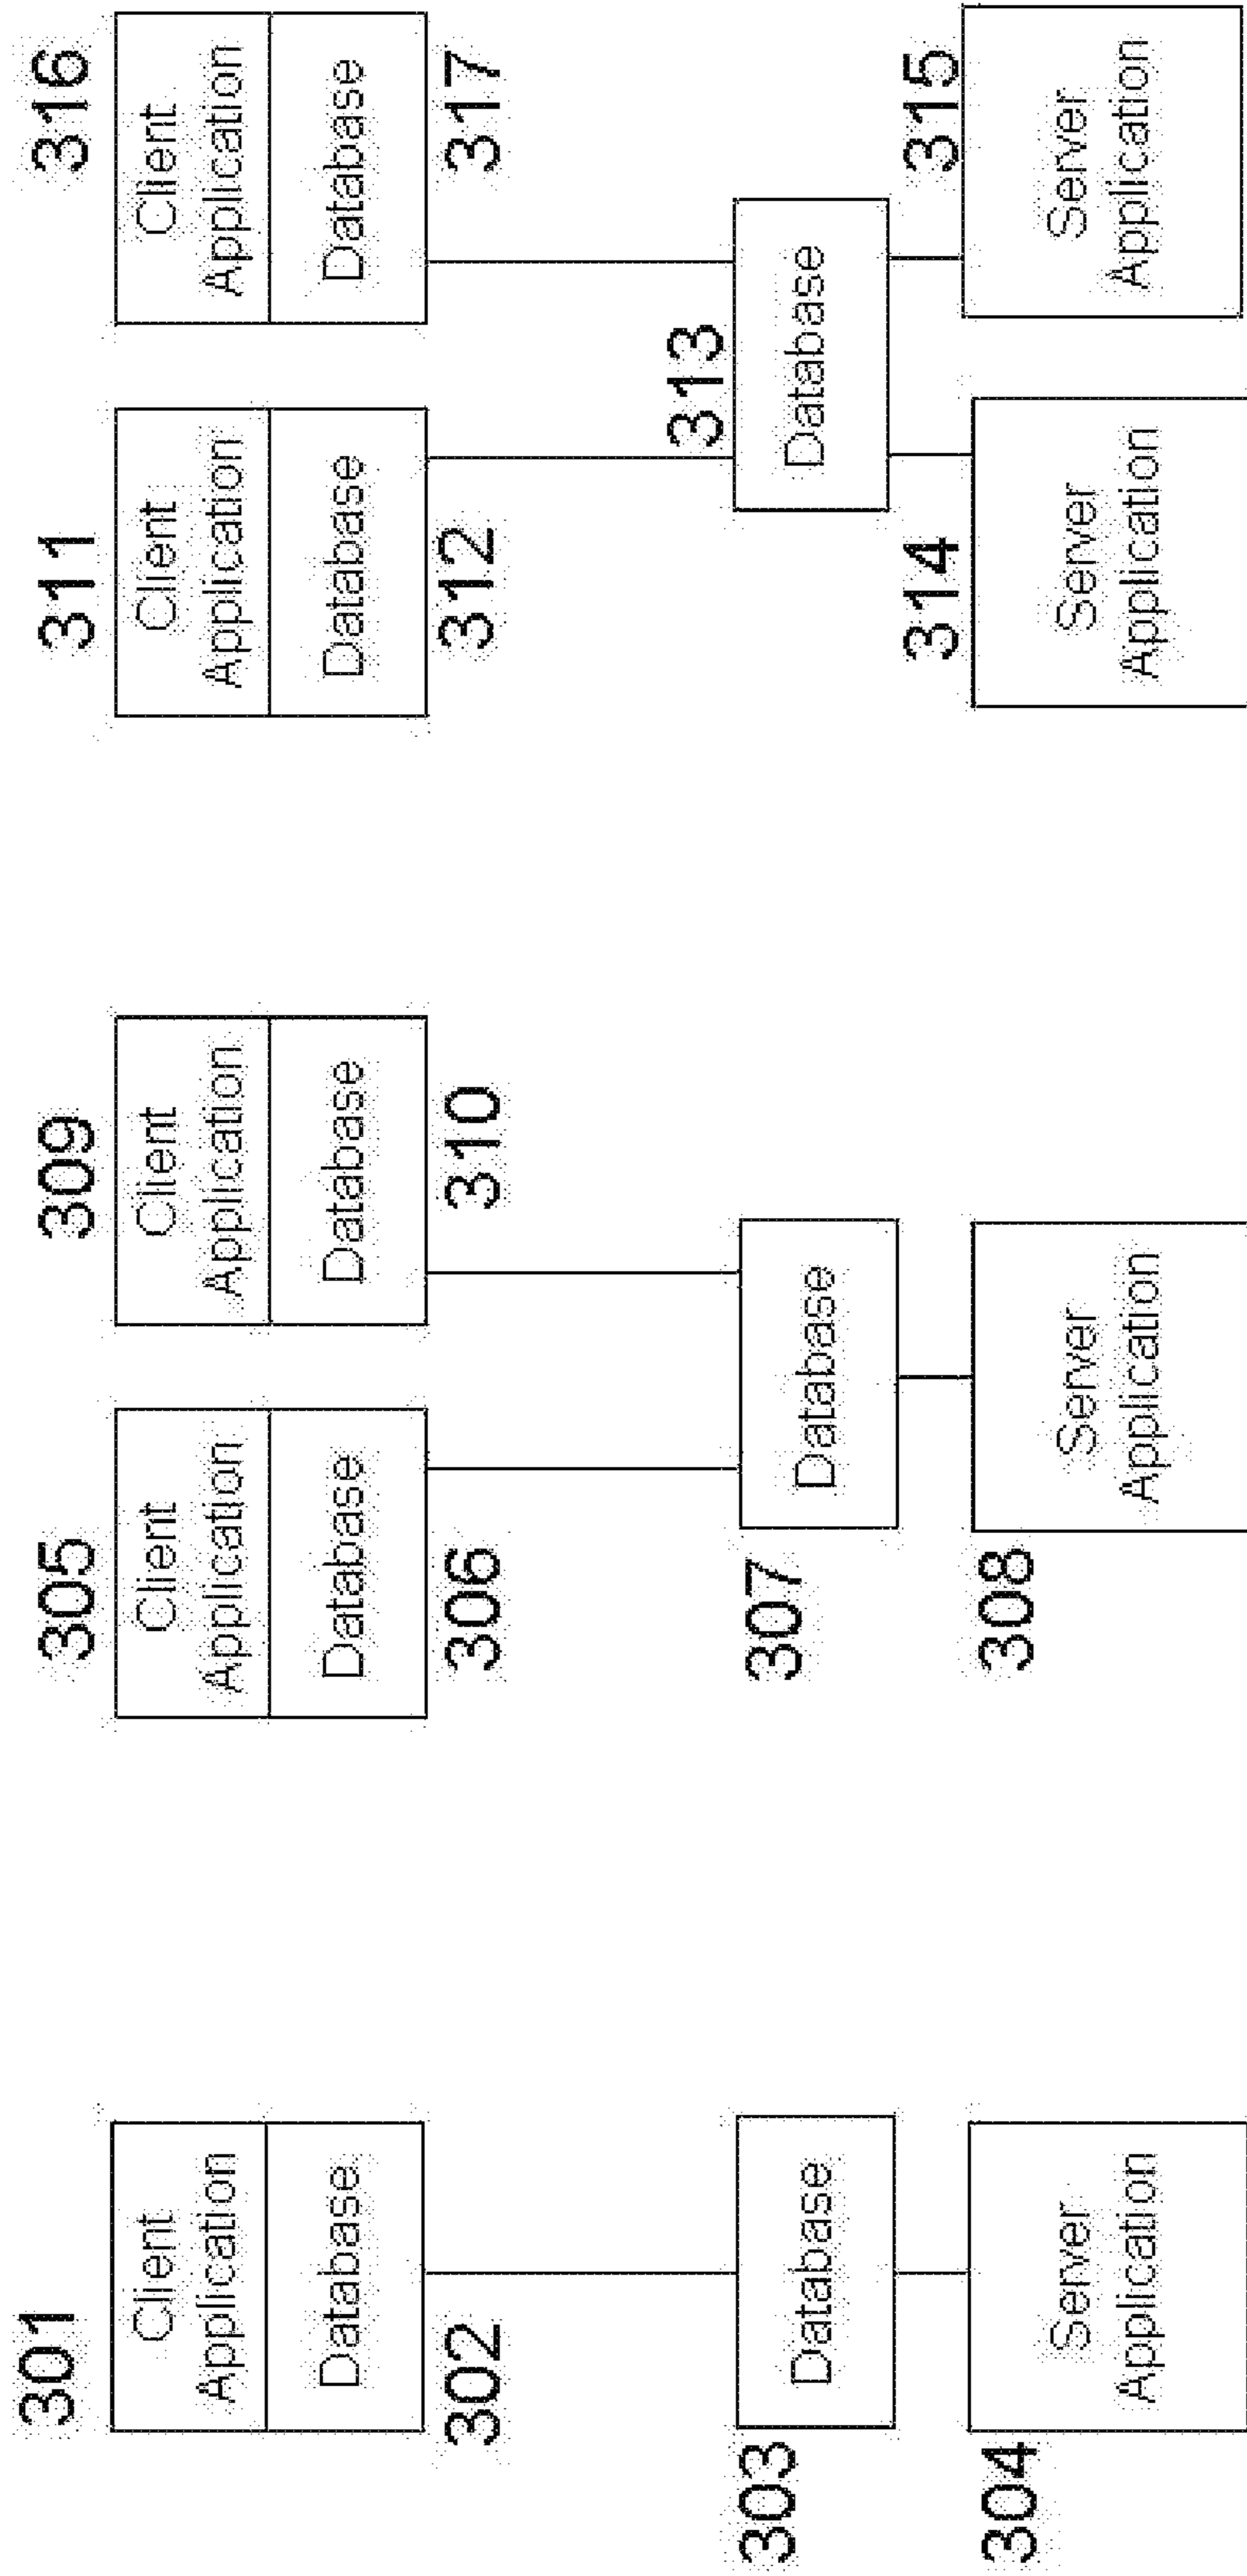 301
Client
Application
Database
302
303
Database
304
Server
Application
305
Client
Application
Database
306
309
Client
Application
Database
310
307
Database
308
Server
Application
311
Client
Application
Database
312
316
Client
Application
Database
317
313
Database
314
Server
Application
315
Server
Application